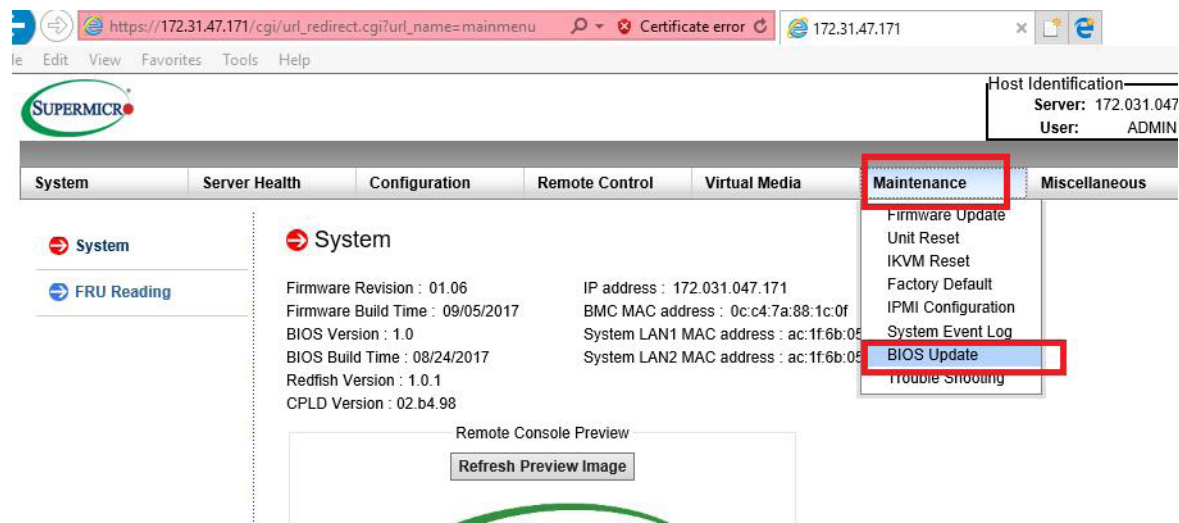 https://172.31.47.171/cgi/url_redirect.cgi?url_name=mainmenu Certificate error 172.31.47.171
Edit View Favorites Tools Help
SUPERMICR
Host Identification
Server: 172.031.047
User: ADMIN
System Server Health Configuration Remote Control Virtual Media Maintenance Miscellaneous
Firmware Update
Unit Reset
IKVM Reset
Factory Default
IPMI Configuration
System Event Log
BIOS Update
Trouble Shooting
System
FRU Reading
System
Firmware Revision : 01.06
Firmware Build Time : 09/05/2017
BIOS Version : 1.0
BIOS Build Time : 08/24/2017
Redfish Version : 1.0.1
CPLD Version : 02.b4.98
IP address : 172.031.047.171
BMC MAC address : 0c:c4:7a:88:1c:0f
System LAN1 MAC address : ac:1f:6b:05
System LAN2 MAC address : ac:1f:6b:05
Remote Console Preview
Refresh Preview Image